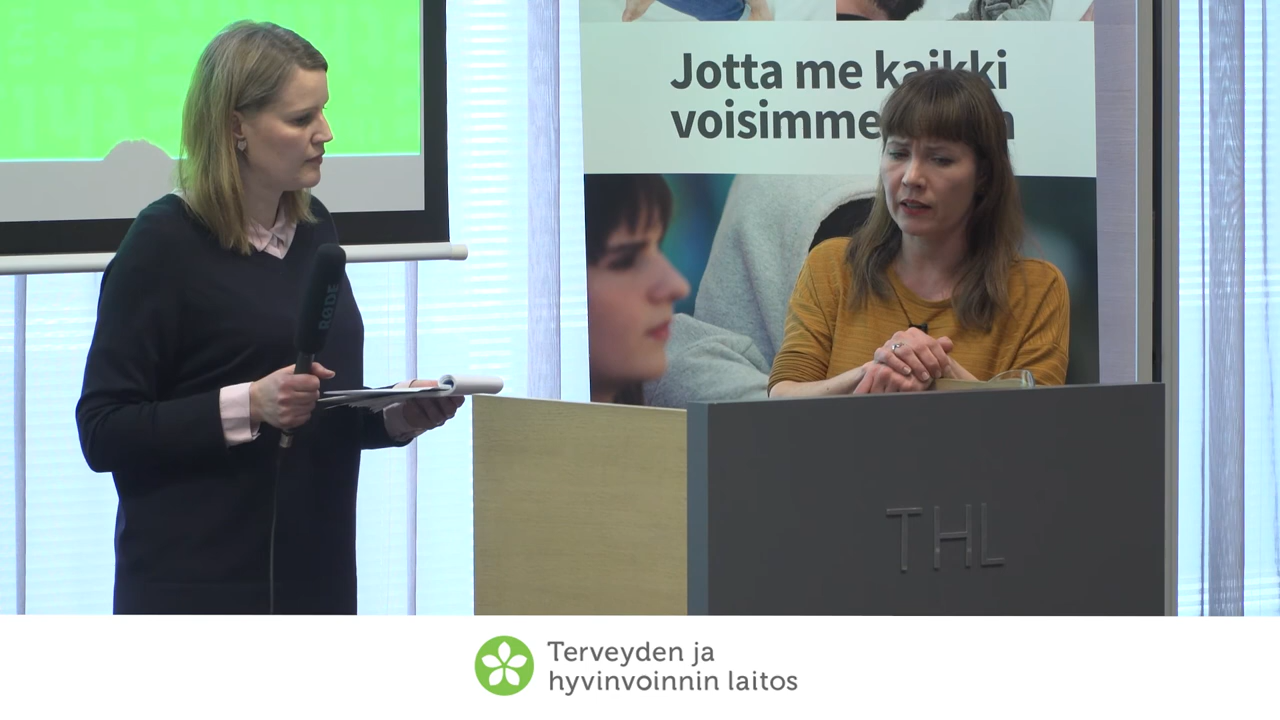 Jotta me kaikki
voisimme
RØDE
THL
Terveyden ja
hyvinvoinnin laitos